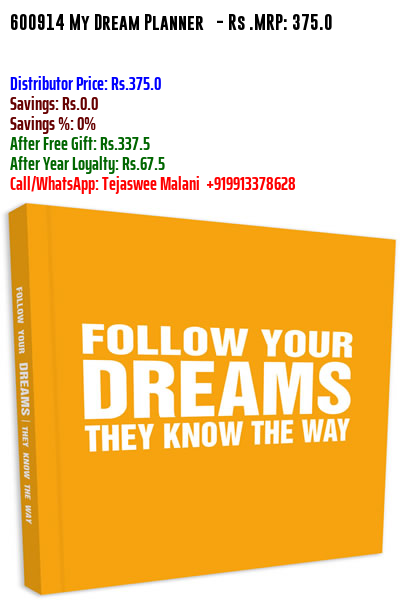 600914 My Dream Planner - Rs .MRP: 375.0
Distributor Price: Rs.375.0
Savings: Rs.0.0
Savings %: 0%
After Free Gift: Rs.337.5
After Year Loyalty: Rs.67.5
Call/WhatsApp: Tejaswee Malani +919913378628
FOLLOW YOUR
DREAMS
THEY KNOW THE WAY
FOLLOW YOUR DREAMS | THEY KNOW THE WAY